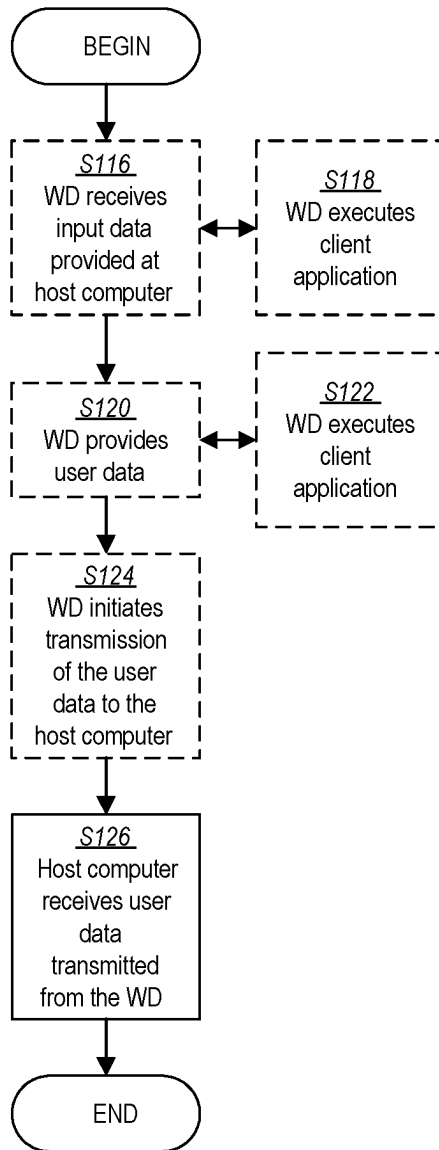 BEGIN
S116
WD receives
input data
provided at
host computer
S118
WD executes
client
application
S120
WD provides
user data
S122
WD executes
client
application
S124
WD initiates
transmission
of the user
data to the
host computer
S126
Host computer
receives user
data
transmitted
from the WD
END